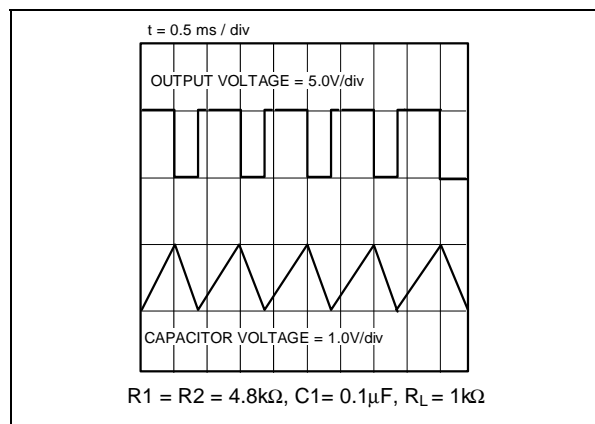 t = 0.5 ms / div
OUTPUT VOLTAGE = 5.0V/div
CAPACITOR VOLTAGE = 1.0V/div
R1 = R2 = 4.8kΩ, C1= 0.1μF, RL = 1kΩ